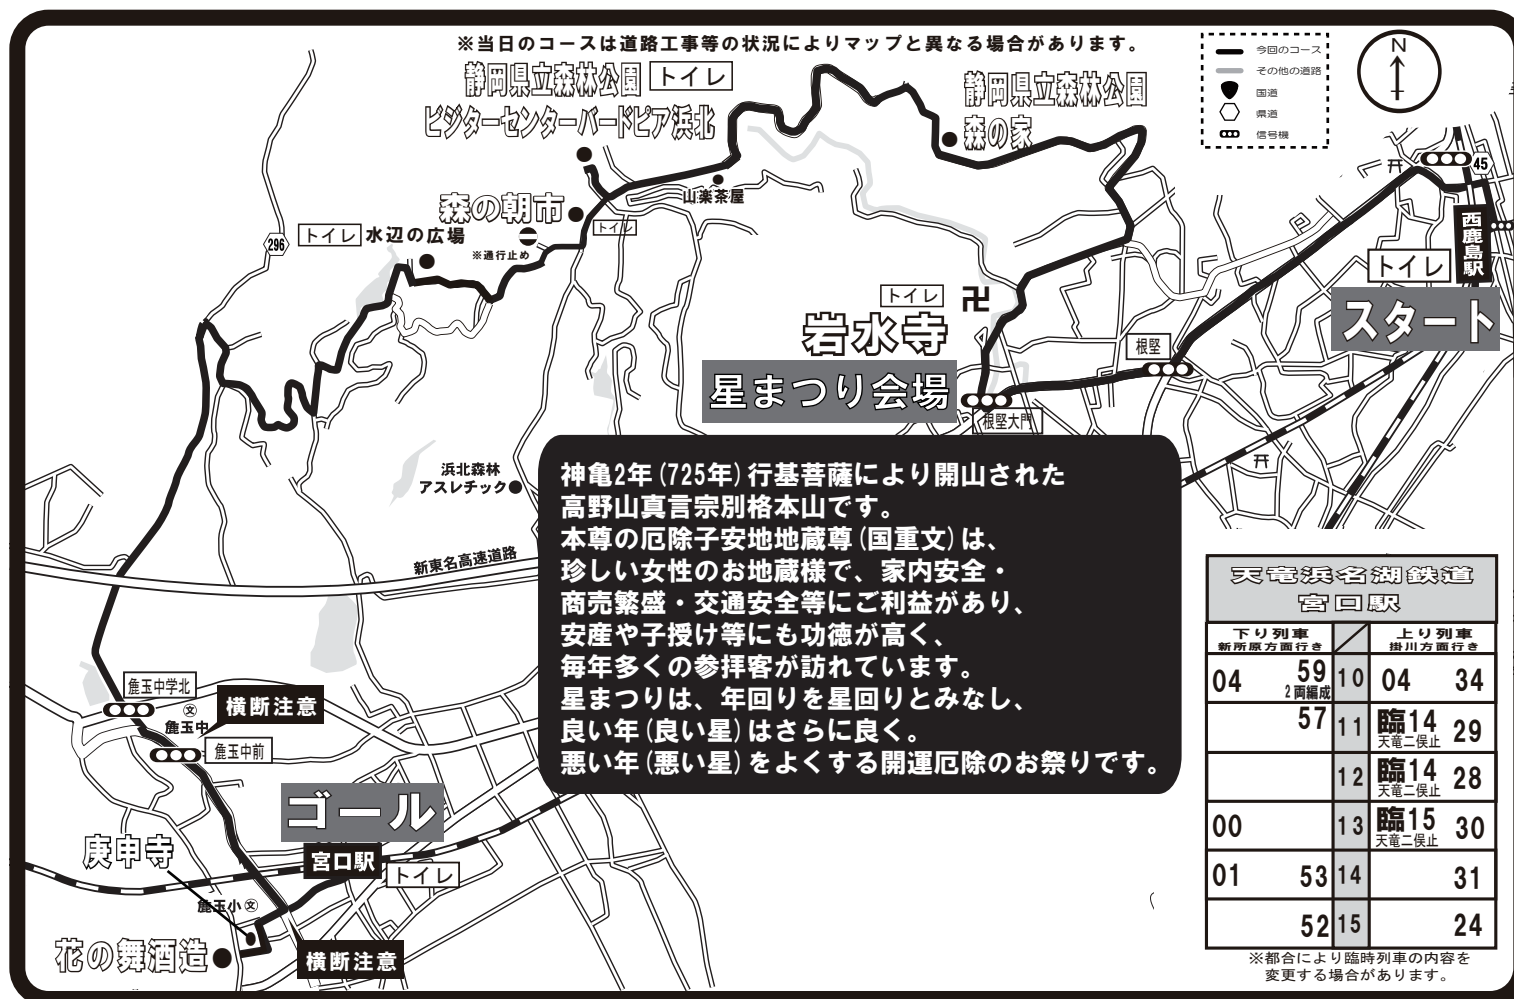 ※当日のコースは道路工事等の状況によりマップと異なる場合があります。
今回のコース
その他の道路
国道
県道
信号機
N
静岡県立森林公園
トイレ
ビジターセンターバードピア浜北
静岡県立森林公園
森の家
山楽茶屋
森の朝市
トイレ
トイレ
水辺の広場
※通行止め
296
45
西鹿島駅
トイレ
スタート
トイレ
岩水寺
星まつり会場
根堅
根堅大門
浜北森林
アスレチック
新東名高速道路
神亀2年(725年)行基菩薩により開山された
高野山真言宗別格本山です。
本尊の厄除子安地地蔵尊(国重文)は、
珍しい女性のお地蔵様で、家内安全・
商売繁盛・交通安全等にご利益があり、
安産や子授け等にも功徳が高く、
毎年多くの参拝客が訪れています。
星まつりは、年回りを星回りとみなし、
良い年(良い星)はさらに良く。
悪い年(悪い星)をよくする開運厄除のお祭りです。
麁玉中学北
文
麁玉中
横断注意
麁玉中前
ゴール
宮口駅
トイレ
庚申寺
麁玉小
文
花の舞酒造
横断注意
天竜浜名湖鉄道
宮口駅
下り列車 上り列車
新所原方面行き 掛川方面行き
04 59 10 04 34
2両編成
57 11 臨14 29
天竜二俣止
12 臨14 28
天竜二俣止
00 13 臨15 30
天竜二俣止
01 53 14 31
52 15 24
※都合により臨時列車の内容を
変更する場合があります。